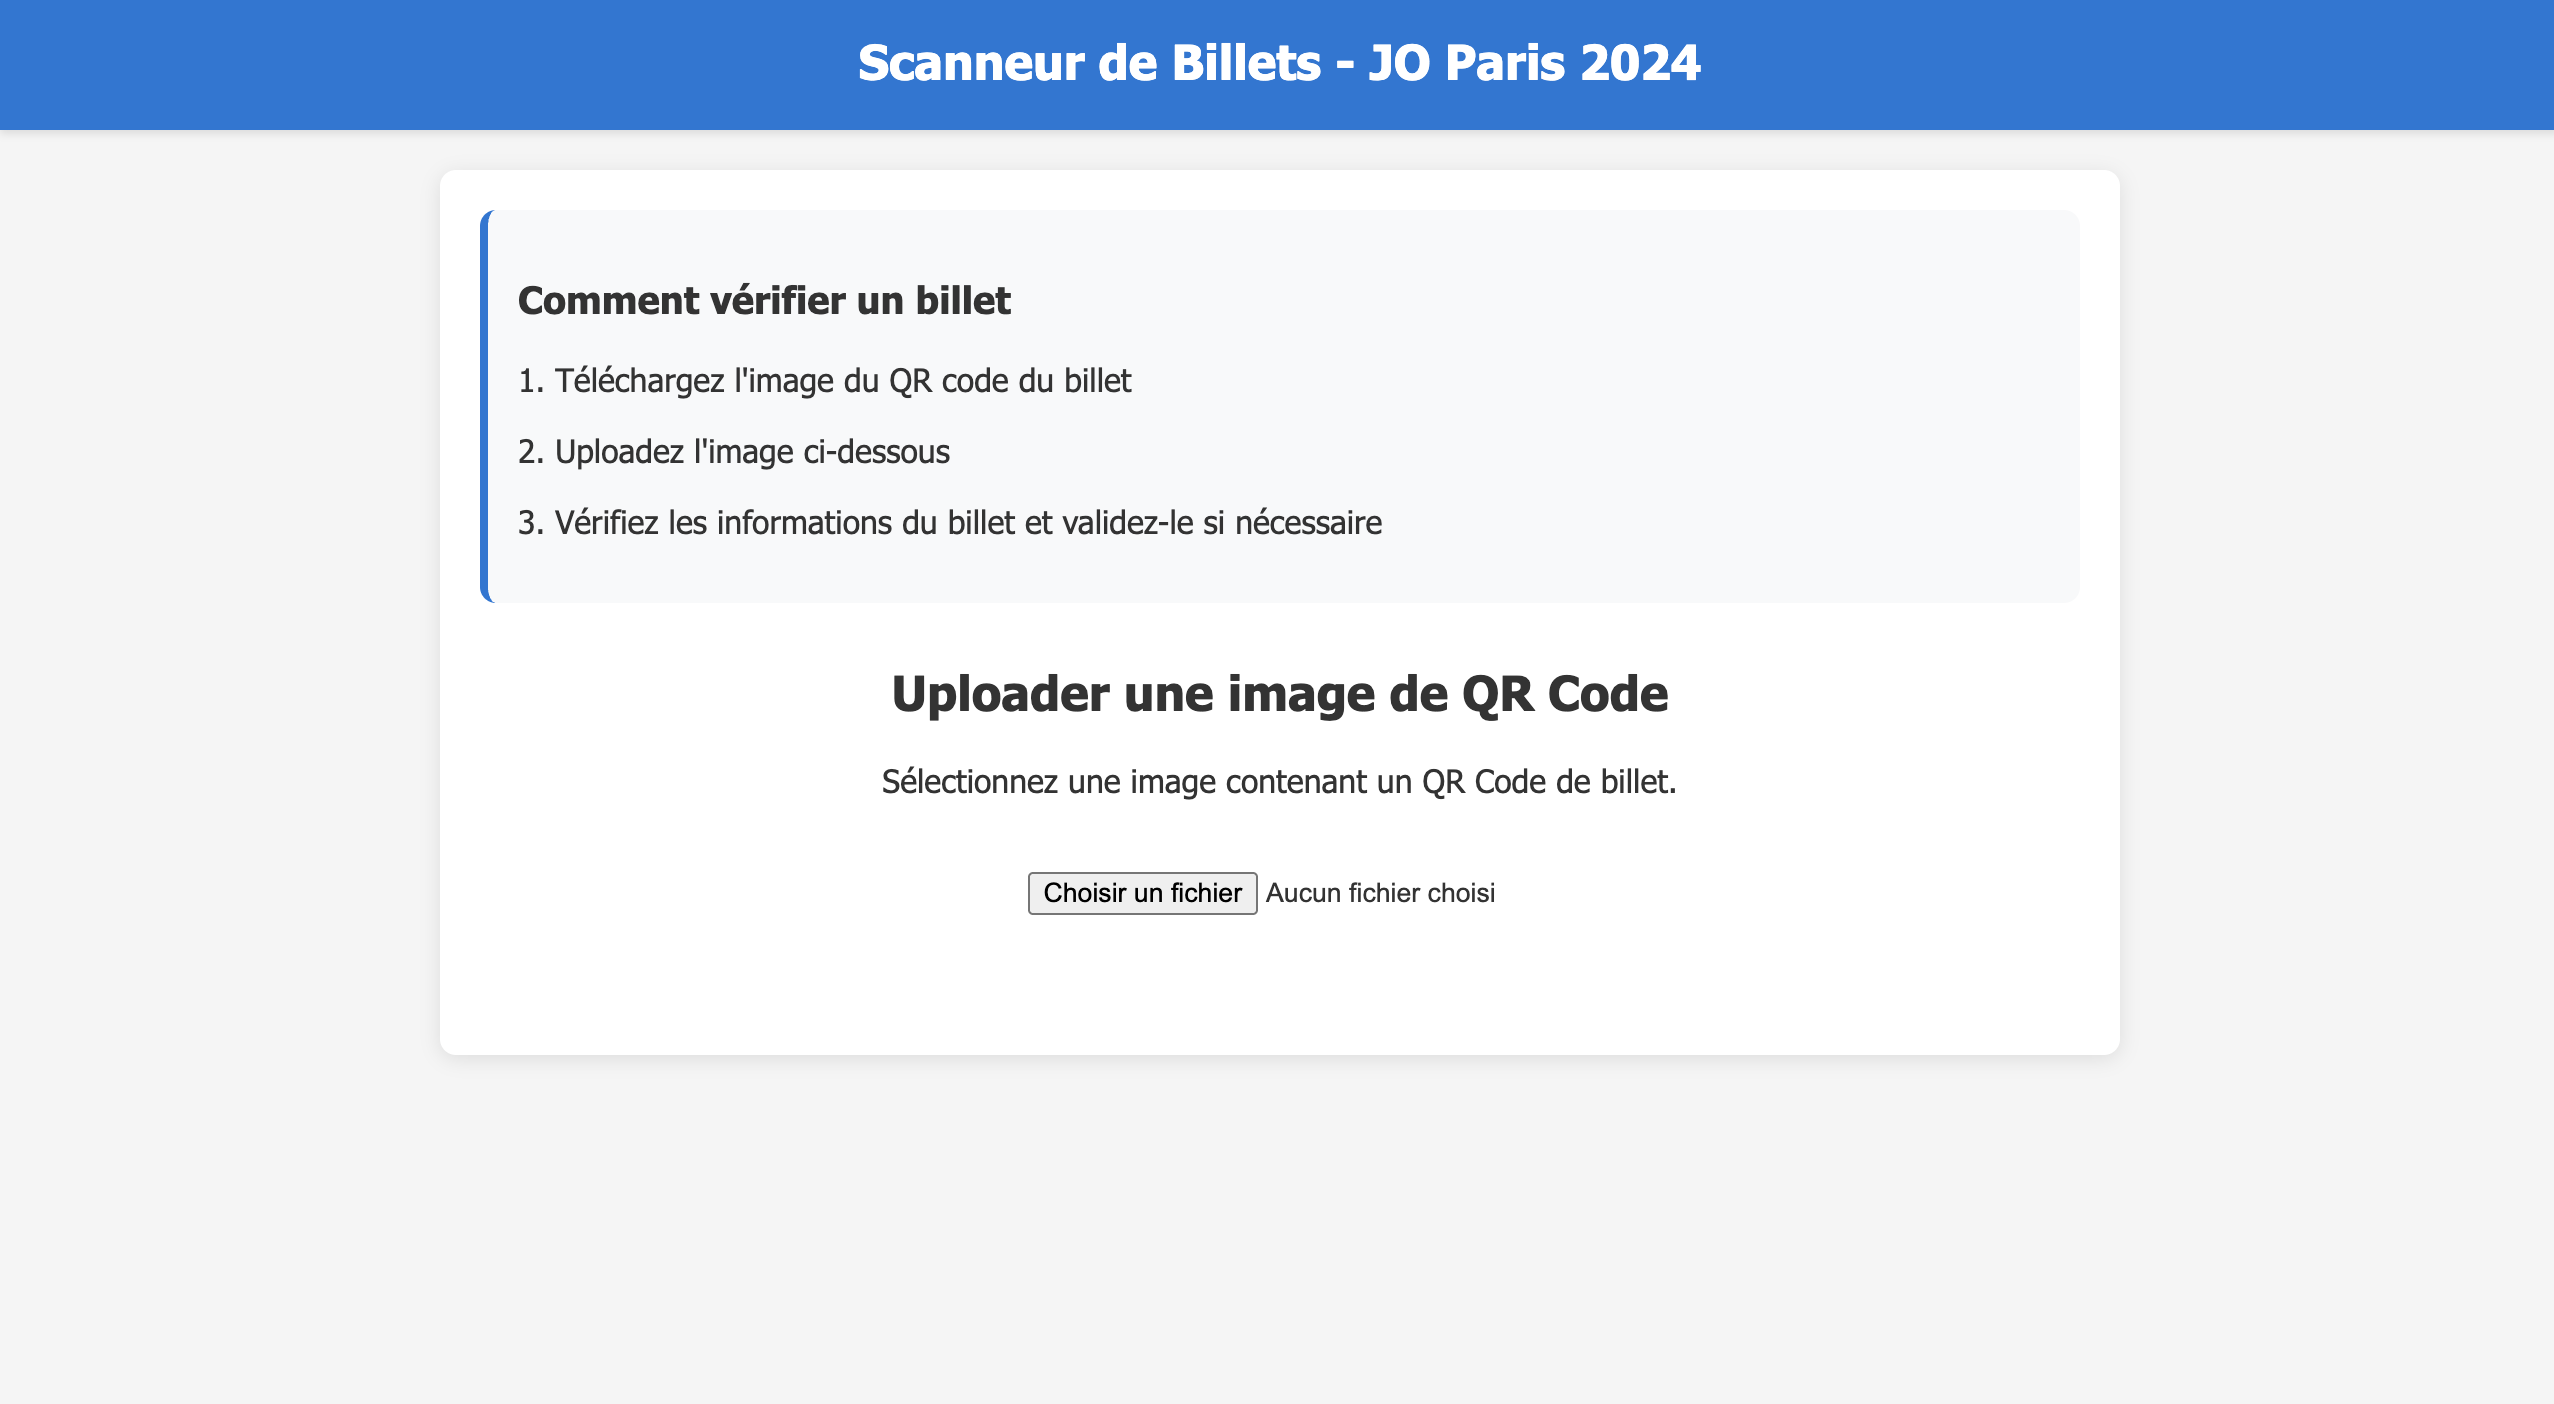 Scanneur de Billets - JO Paris 2024
Comment vérifier un billet
1. Téléchargez l'image du QR code du billet
2. Uploadez l'image ci-dessous
3. Vérifiez les informations du billet et validez-le si nécessaire
Uploader une image de QR Code
Sélectionnez une image contenant un QR Code de billet.
Choisir un fichier Aucun fichier choisi